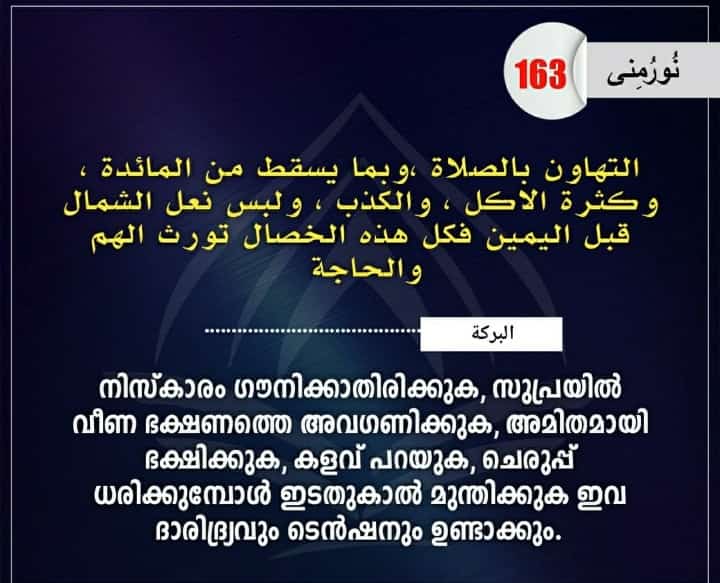 163 نُورُمِنِی
التهاون بالصلاة ،وبما يسقط من المائدة ،
وكثرة الاكل ، والكذب ، ولبس نعل الشمال
قبل اليمين فكل هذه الخصال تورث الهم
والحاجة
البركة
നിസ്കാരം ഗൗനിക്കാതിരിക്കുക, സുപ്രയിൽ
വീണ ഭക്ഷണത്തെ അവഗണിക്കുക, അമിതമായി
ഭക്ഷിക്കുക, കളവ് പറയുക, ചെരുപ്പ്
ധരിക്കുമ്പോൾ ഇടതുകാൽ മുന്തിക്കുക ഇവ
ദാരിദ്ര്യവും ടെൻഷനും ഉണ്ടാക്കും.